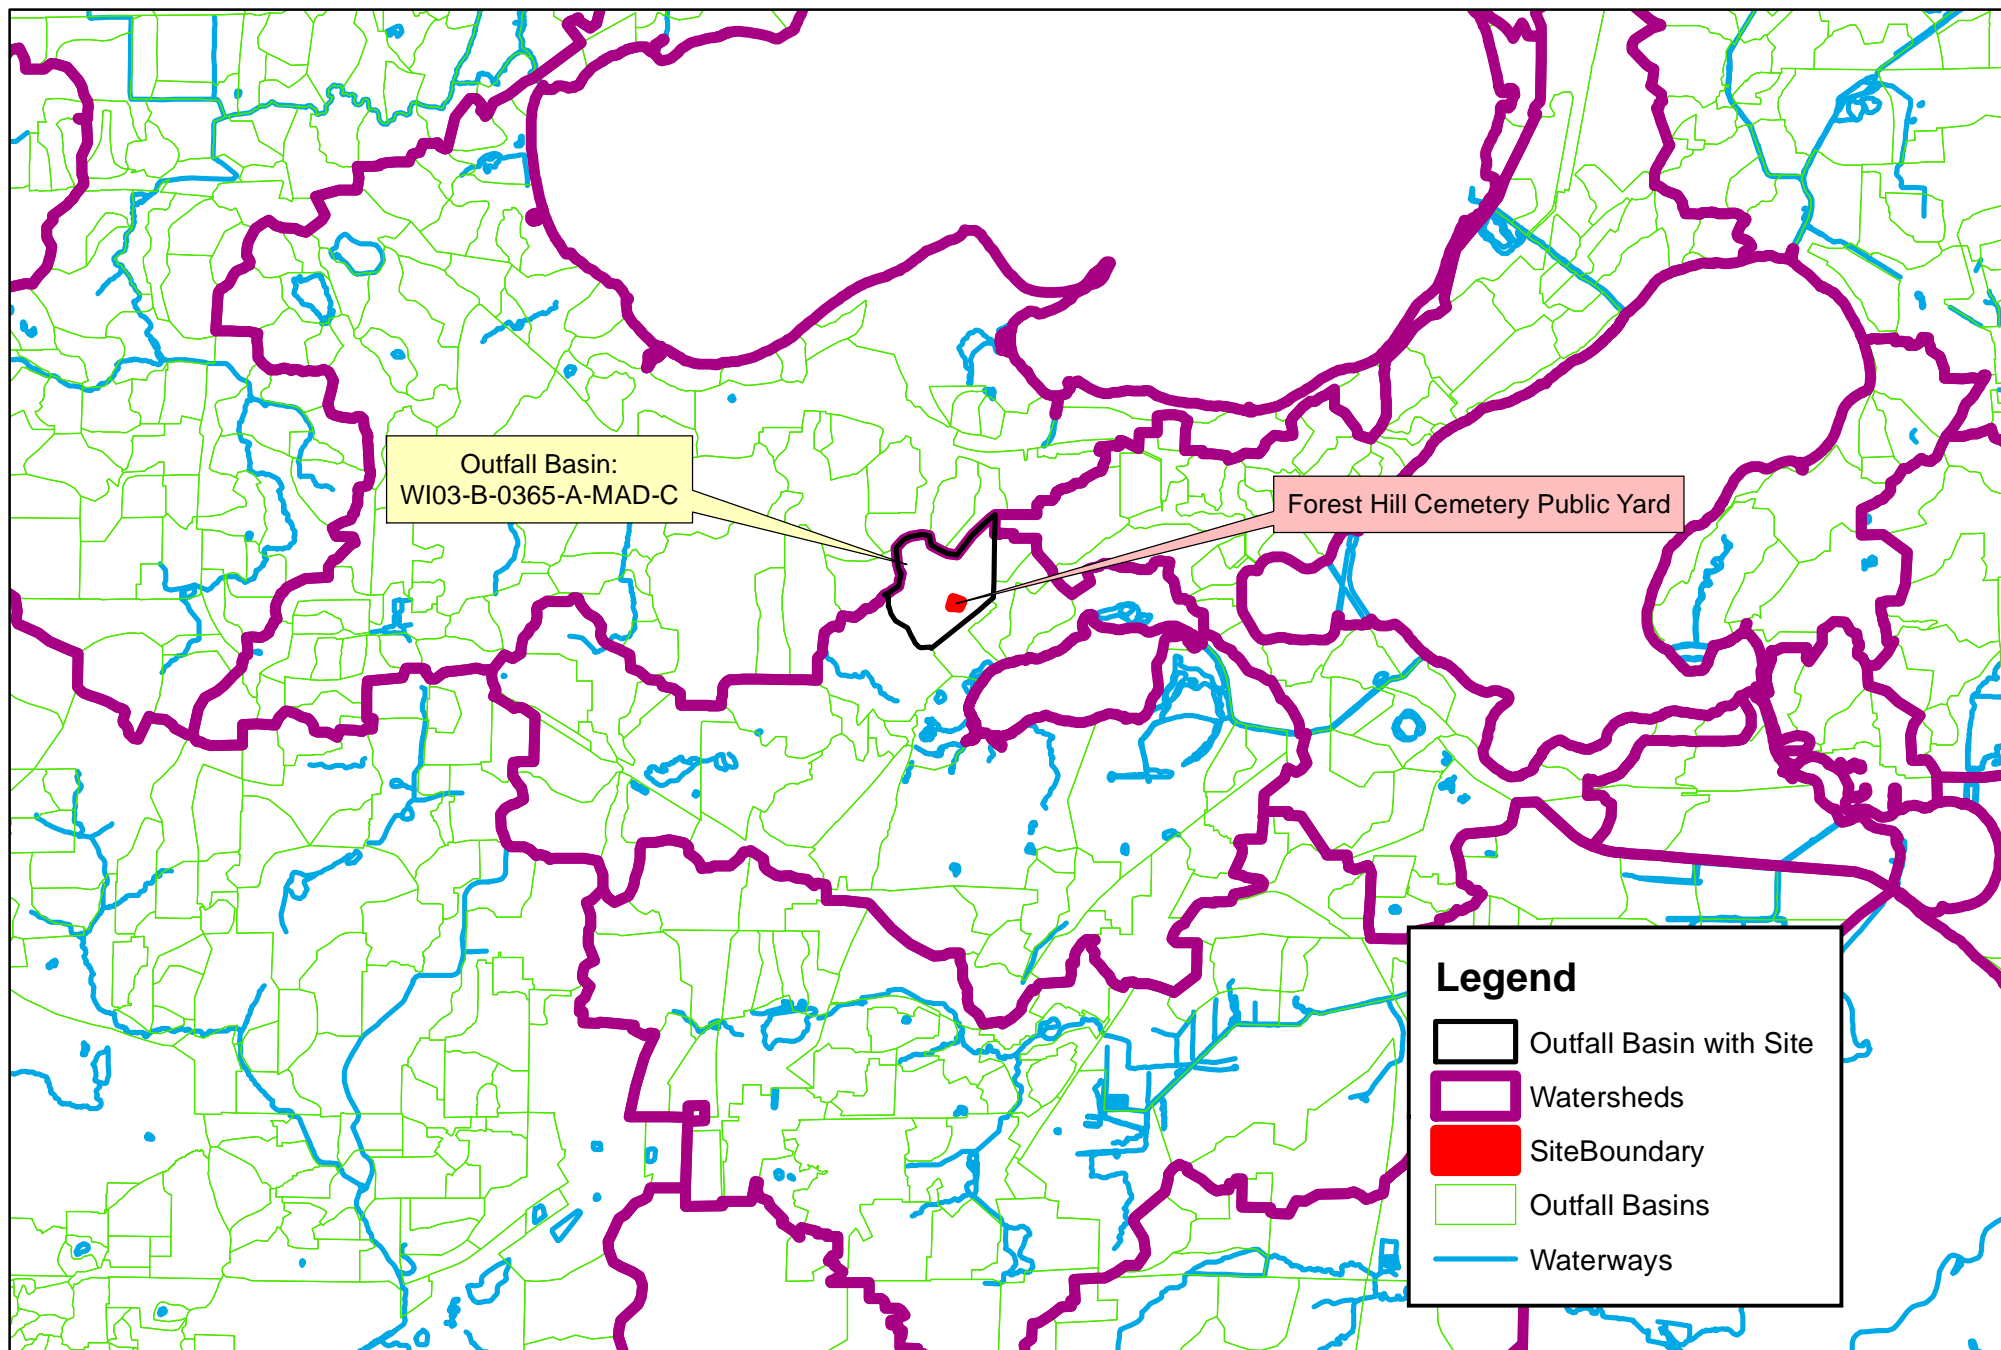 Outfall Basin:
WI03-B-0365-A-MAD-C
Forest Hill Cemetery Public Yard
Legend
Outfall Basin with Site
Watersheds
SiteBoundary
Outfall Basins
Waterways